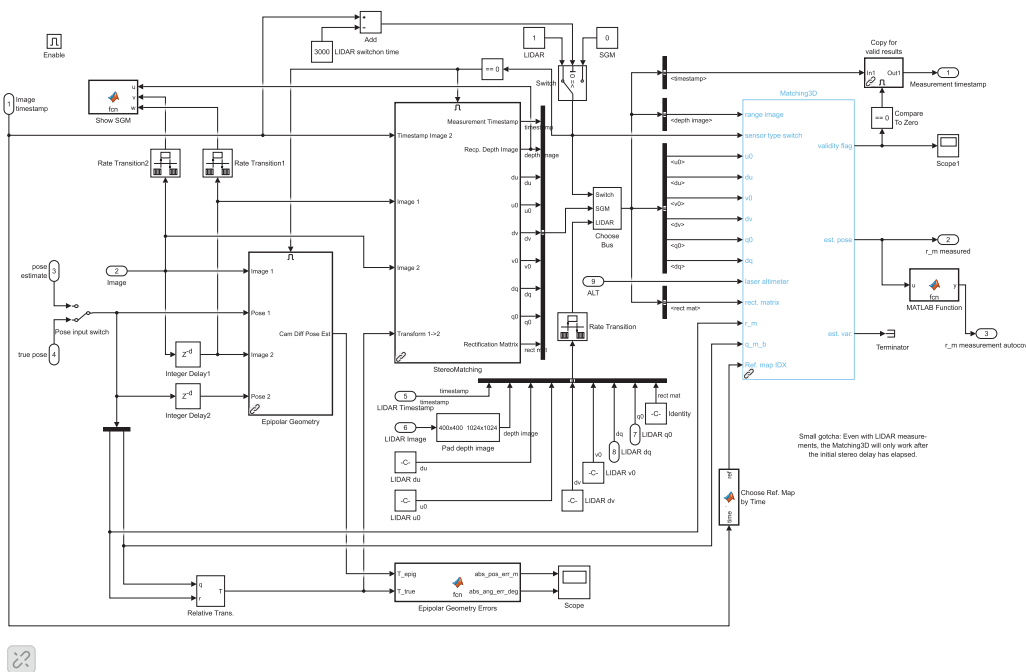 Enable
+
−
Add
3000
LIDAR switchon time
1
LIDAR
0
SGM
Switch
== 0
Copy for
valid results
In1
Out1
1
Measurement timestamp
1
Image
timestamp
u
v
w
fcn
Show SGM
Rate Transition2
Rate Transition1
Timestamp Image 2
Image 1
Image 2
Transform 1->2
Measurement Timestamp
timestamp
Recp. Depth Image
depth image
du
du
u0
u0
dv
dv
v0
v0
dq
dq
q0
q0
Rectification Mattrix
rect mat
StereoMatching
<timestamp>
<depth image>
<u0>
<du>
<v0>
<dv>
<q0>
<dq>
<rect mat>
Switch
SGM
LIDAR
Choose
Bus
Matching3D
range image
sensor type switch
u0
du
v0
dv
q0
dq
laser altimeter
rect. matrix
r_m
q_m_b
Ref. map IDX
validity flag
est. pose
est. var.
== 0
Compare
To Zero
Scope1
2
r_m measured
u
y
fcn
MATLAB Function
3
r_m measurement autocov
Terminator
9
ALT
Rate Transition
pose
estimate
3
2
Image
Pose input switch
true pose
4
Z-d
Integer Delay1
Z-d
Integer Delay2
Image 1
Pose 1
Image 2
Pose 2
Cam Diff Pose Est
Epipolar Geometry
5
LIDAR Timestamp
timestamp
timestamp
6
LIDAR Image
400x400 1024x1024
Pad depth image
depth image
-C-
LIDAR du
du
-C-
LIDAR u0
u0
-C-
LIDAR dv
dv
-C-
LIDAR v0
v0
8
LIDAR dq
dq
7
LIDAR q0
q0
-C-
Identity
rect mat
Small gotcha: Even with LIDAR measure-
ments, the Matching3D will only work after
the initial stereo delay has elapsed.
ref
time
Choose Ref. Map
by Time
q
r
T
Relative Trans.
T_epig
T_true
fcn
abs_pos_err_m
abs_ang_err_deg
Epipolar Geometry Errors
Scope